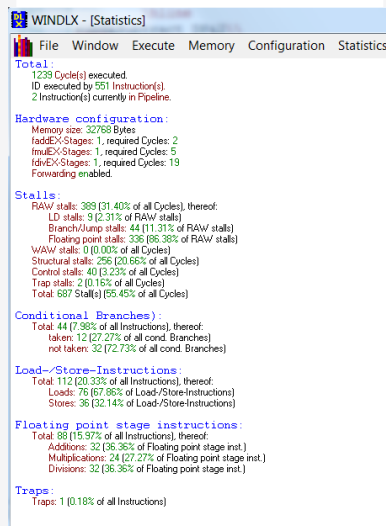 WINDLX - [Statistics]
File Window Execute Memory Configuration Statistics
Total:
1239 Cycle(s) executed.
ID executed by 551 Instruction(s).
2 Instruction(s) currently in Pipeline.
Hardware configuration:
Memory size: 32768 Bytes
faddEX-Stages: 1, required Cycles: 2
fmulEX-Stages: 1, required Cycles: 5
fdivEX-Stages: 1, required Cycles: 19
Forwarding enabled.
Stalls:
RAW stalls: 389 (31.40% of all Cycles), thereof:
LD stalls: 9 (2.31% of RAW stalls)
Branch/Jump stalls: 44 (11.31% of RAW stalls)
Floating point stalls: 336 (86.38% of RAW stalls)
WAW stalls: 0 (0.00% of all Cycles)
Structural stalls: 256 (20.66% of all Cycles)
Control stalls: 40 (3.23% of all Cycles)
Trap stalls: 2 (0.16% of all Cycles)
Total: 687 Stall(s) (55.45% of all Cycles)
Conditional Branches):
Total: 44 (7.98% of all Instructions), thereof:
taken: 12 (27.27% of all cond. Branches)
not taken: 32 (72.73% of all cond. Branches)
Load-/Store-Instructions:
Total: 112 (20.33% of all Instructions), thereof:
Loads: 76 (67.86% of Load-/Store-Instructions)
Stores: 36 (32.14% of Load-/Store-Instructions)
Floating point stage instructions:
Total: 88 (15.97% of all Instructions), thereof:
Additions: 32 (36.36% of Floating point stage inst.)
Multiplications: 24 (27.27% of Floating point stage inst.)
Divisions: 32 (36.36% of Floating point stage inst.)
Traps:
Traps: 1 (0.18% of all Instructions)